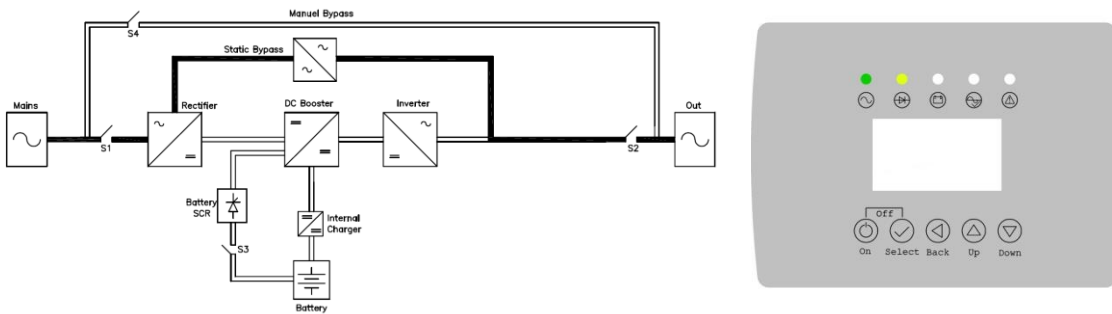 Manuel Bypass
S4
Static Bypass
Mains
Rectifier
DC Booster
Inverter
Out
S1
S2
Battery
SCR
Internal
Charger
S3
Battery
Off
On Select Back Up Down